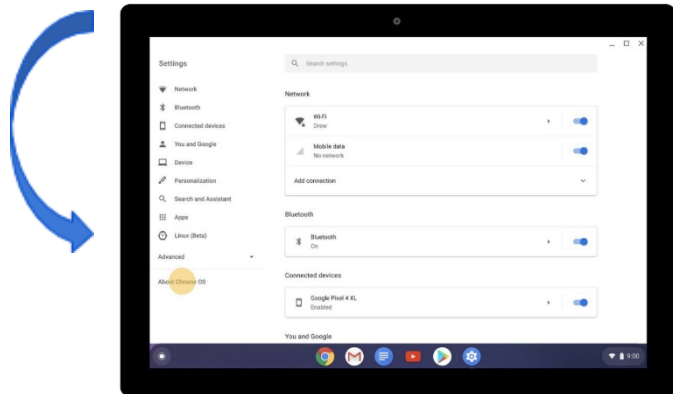 Settings
Search settings
Network
Bluetooth
Connected devices
You and Google
Device
Personalization
Search and Assistant
Apps
Linux (Beta)
Advanced
About Chrome OS
Network
Wi-Fi
Drew
Mobile data
No network
Add connection
Bluetooth
Bluetooth
On
Connected devices
Google Pixel 4 XL
Enabled
You and Google
9:00